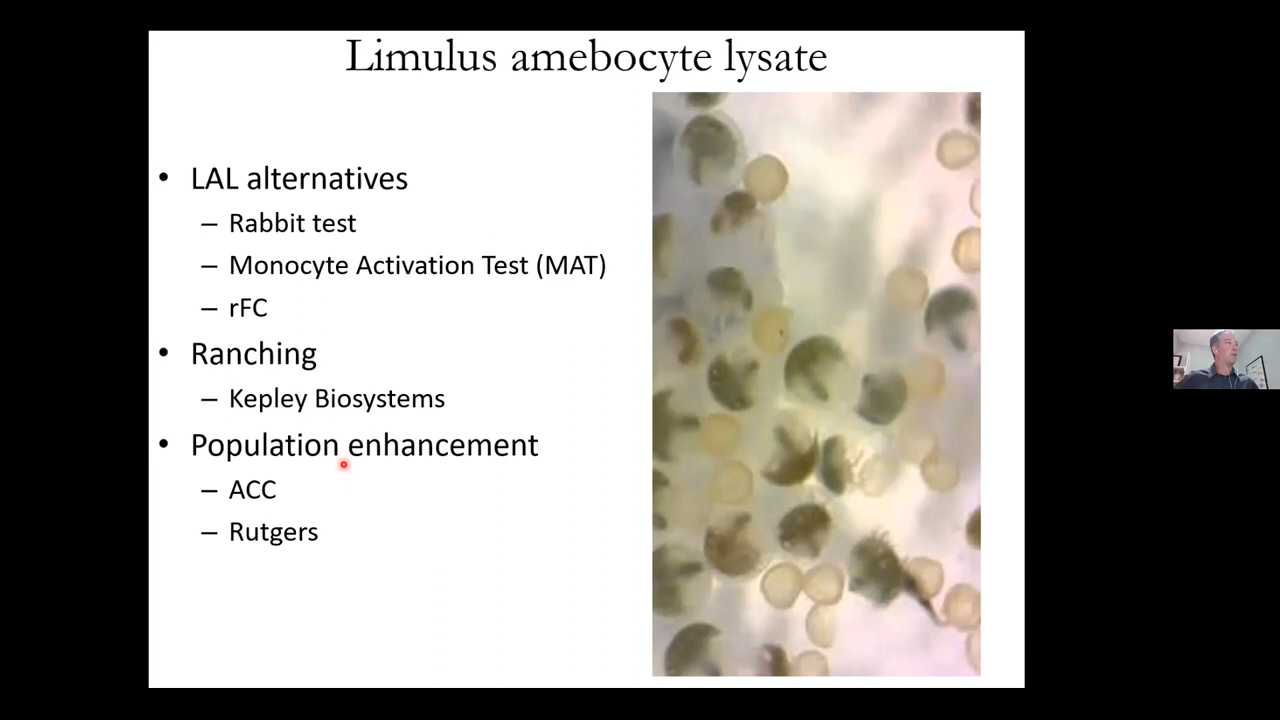 Limulus amebocyte lysate
• LAL alternatives
– Rabbit test
– Monocyte Activation Test (MAT)
– rFC
• Ranching
– Kepley Biosystems
• Population enhancement
– ACC
– Rutgers